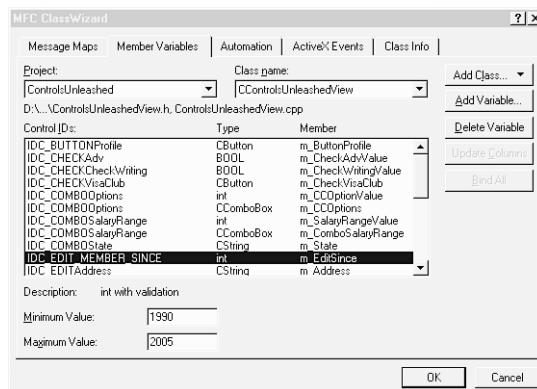 MFC ClassWizard
Message Maps Member Variables Automation ActiveX Events Class Info
Project: Class name:
ControlsUnleashed CControlsUnleashedView
Add Class...
D:\...\ControlsUnleashedView.h, ControlsUnleashedView.cpp
Add Variable...
Control IDs: Type Member
Delete Variable
IDC_BUTTONProfile CButton m_ButtonProfile
IDC_CHECKAdv BOOL m_CheckAdvValue
Update Columns
IDC_CHECKCheckWriting BOOL m_CheckWritingValue
IDC_CHECKVisaClub CButton m_CheckVisaClub
Bind All
IDC_COMBOOptions int m_CCOptionValue
IDC_COMBOOptions CComboBox m_CCOptions
IDC_COMBOSalaryRange int m_SalaryRangeValue
IDC_COMBOSalaryRange CComboBox m_ComboSalaryRange
IDC_COMBOState CString m_State
IDC_EDIT_MEMBER_SINCE int m_EditSince
IDC_EDITAddress CString m_Address
Description: int with validation
Minimum Value: 1990
Maximum Value: 2005
OK Cancel